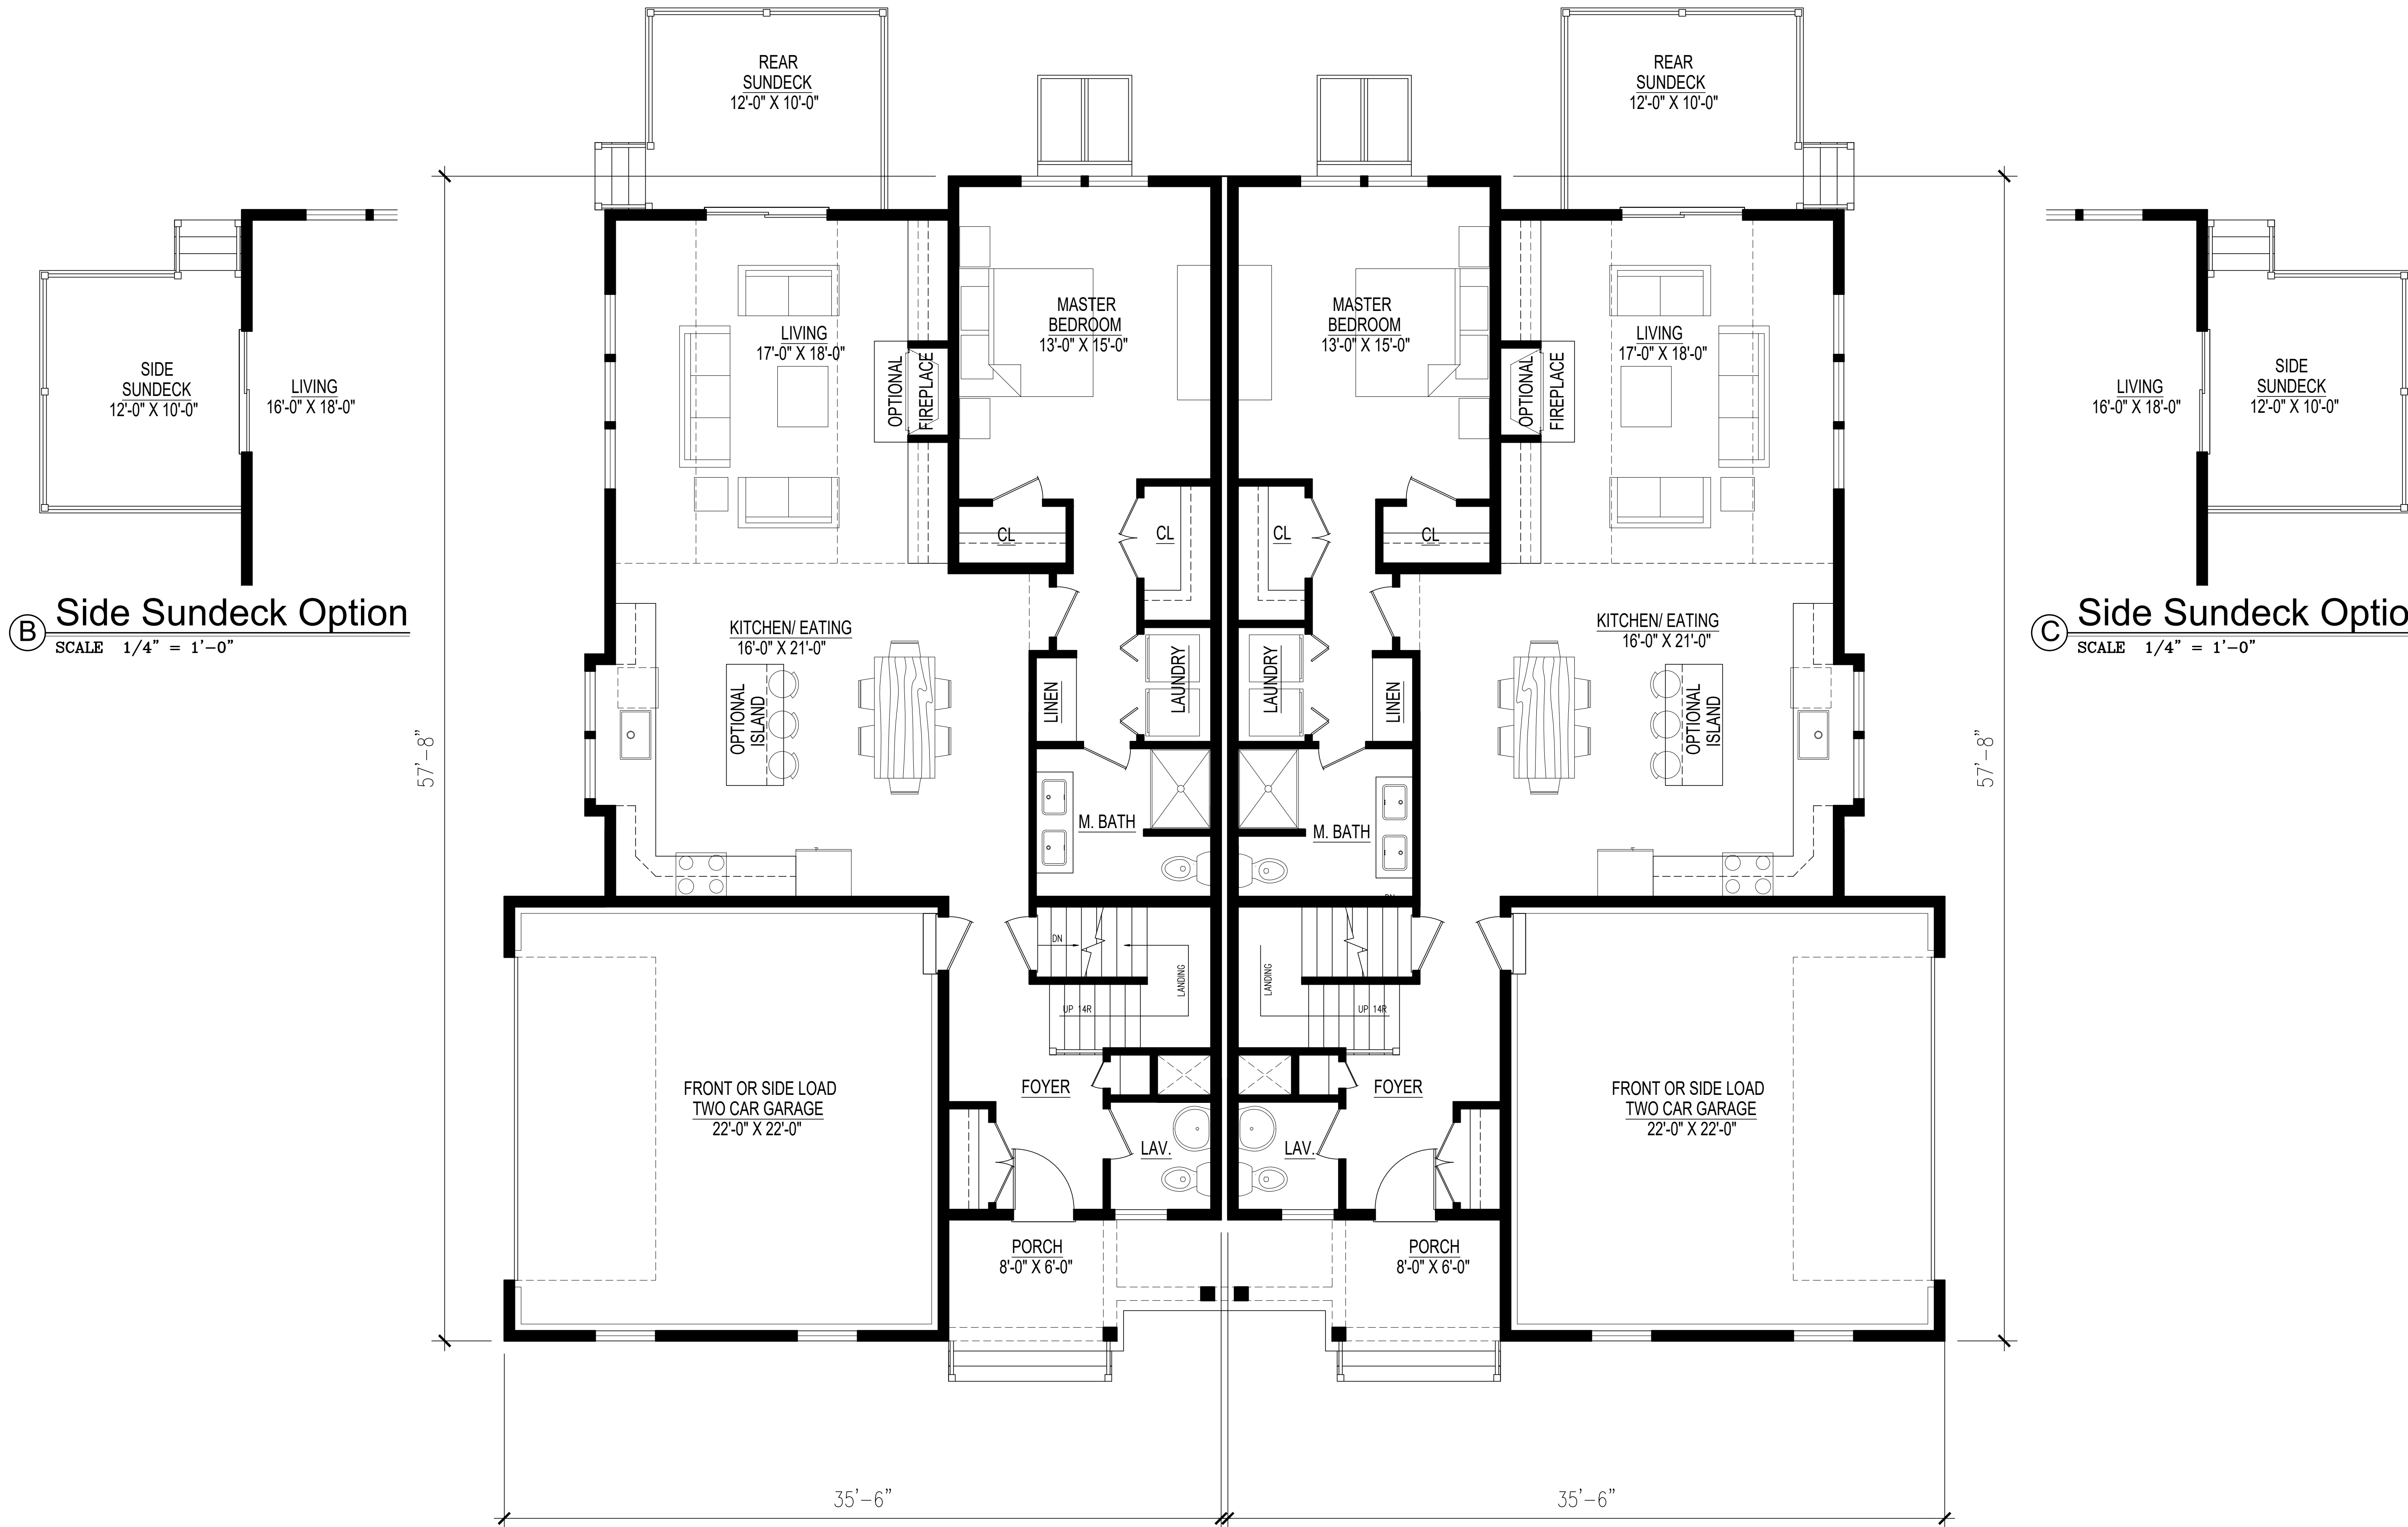 REAR
SUNDECK
12'-0" X 10'-0"
REAR
SUNDECK
12'-0" X 10'-0"
SIDE
SUNDECK
12'-0" X 10'-0"
LIVING
16'-0" X 18'-0"
B
Side Sundeck Option
SCALE 1/4" = 1'-0"
57'-8"
LIVING
17'-0" X 18'-0"
OPTIONAL
FIREPLACE
MASTER
BEDROOM
13'-0" X 15'-0"
CL
CL
KITCHEN/ EATING
16'-0" X 21'-0"
OPTIONAL
ISLAND
LINEN
LAUNDRY
M. BATH
DN
LANDING
UP 14R
FOYER
LAV.
FRONT OR SIDE LOAD
TWO CAR GARAGE
22'-0" X 22'-0"
PORCH
8'-0" X 6'-0"
35'-6"
MASTER
BEDROOM
13'-0" X 15'-0"
OPTIONAL
FIREPLACE
LIVING
17'-0" X 18'-0"
CL
CL
LAUNDRY
LINEN
KITCHEN/ EATING
16'-0" X 21'-0"
OPTIONAL
ISLAND
M. BATH
DN
LANDING
UP 14R
FOYER
LAV.
FRONT OR SIDE LOAD
TWO CAR GARAGE
22'-0" X 22'-0"
PORCH
8'-0" X 6'-0"
35'-6"
57'-8"
LIVING
16'-0" X 18'-0"
SIDE
SUNDECK
12'-0" X 10'-0"
C
Side Sundeck Optio
SCALE 1/4" = 1'-0"